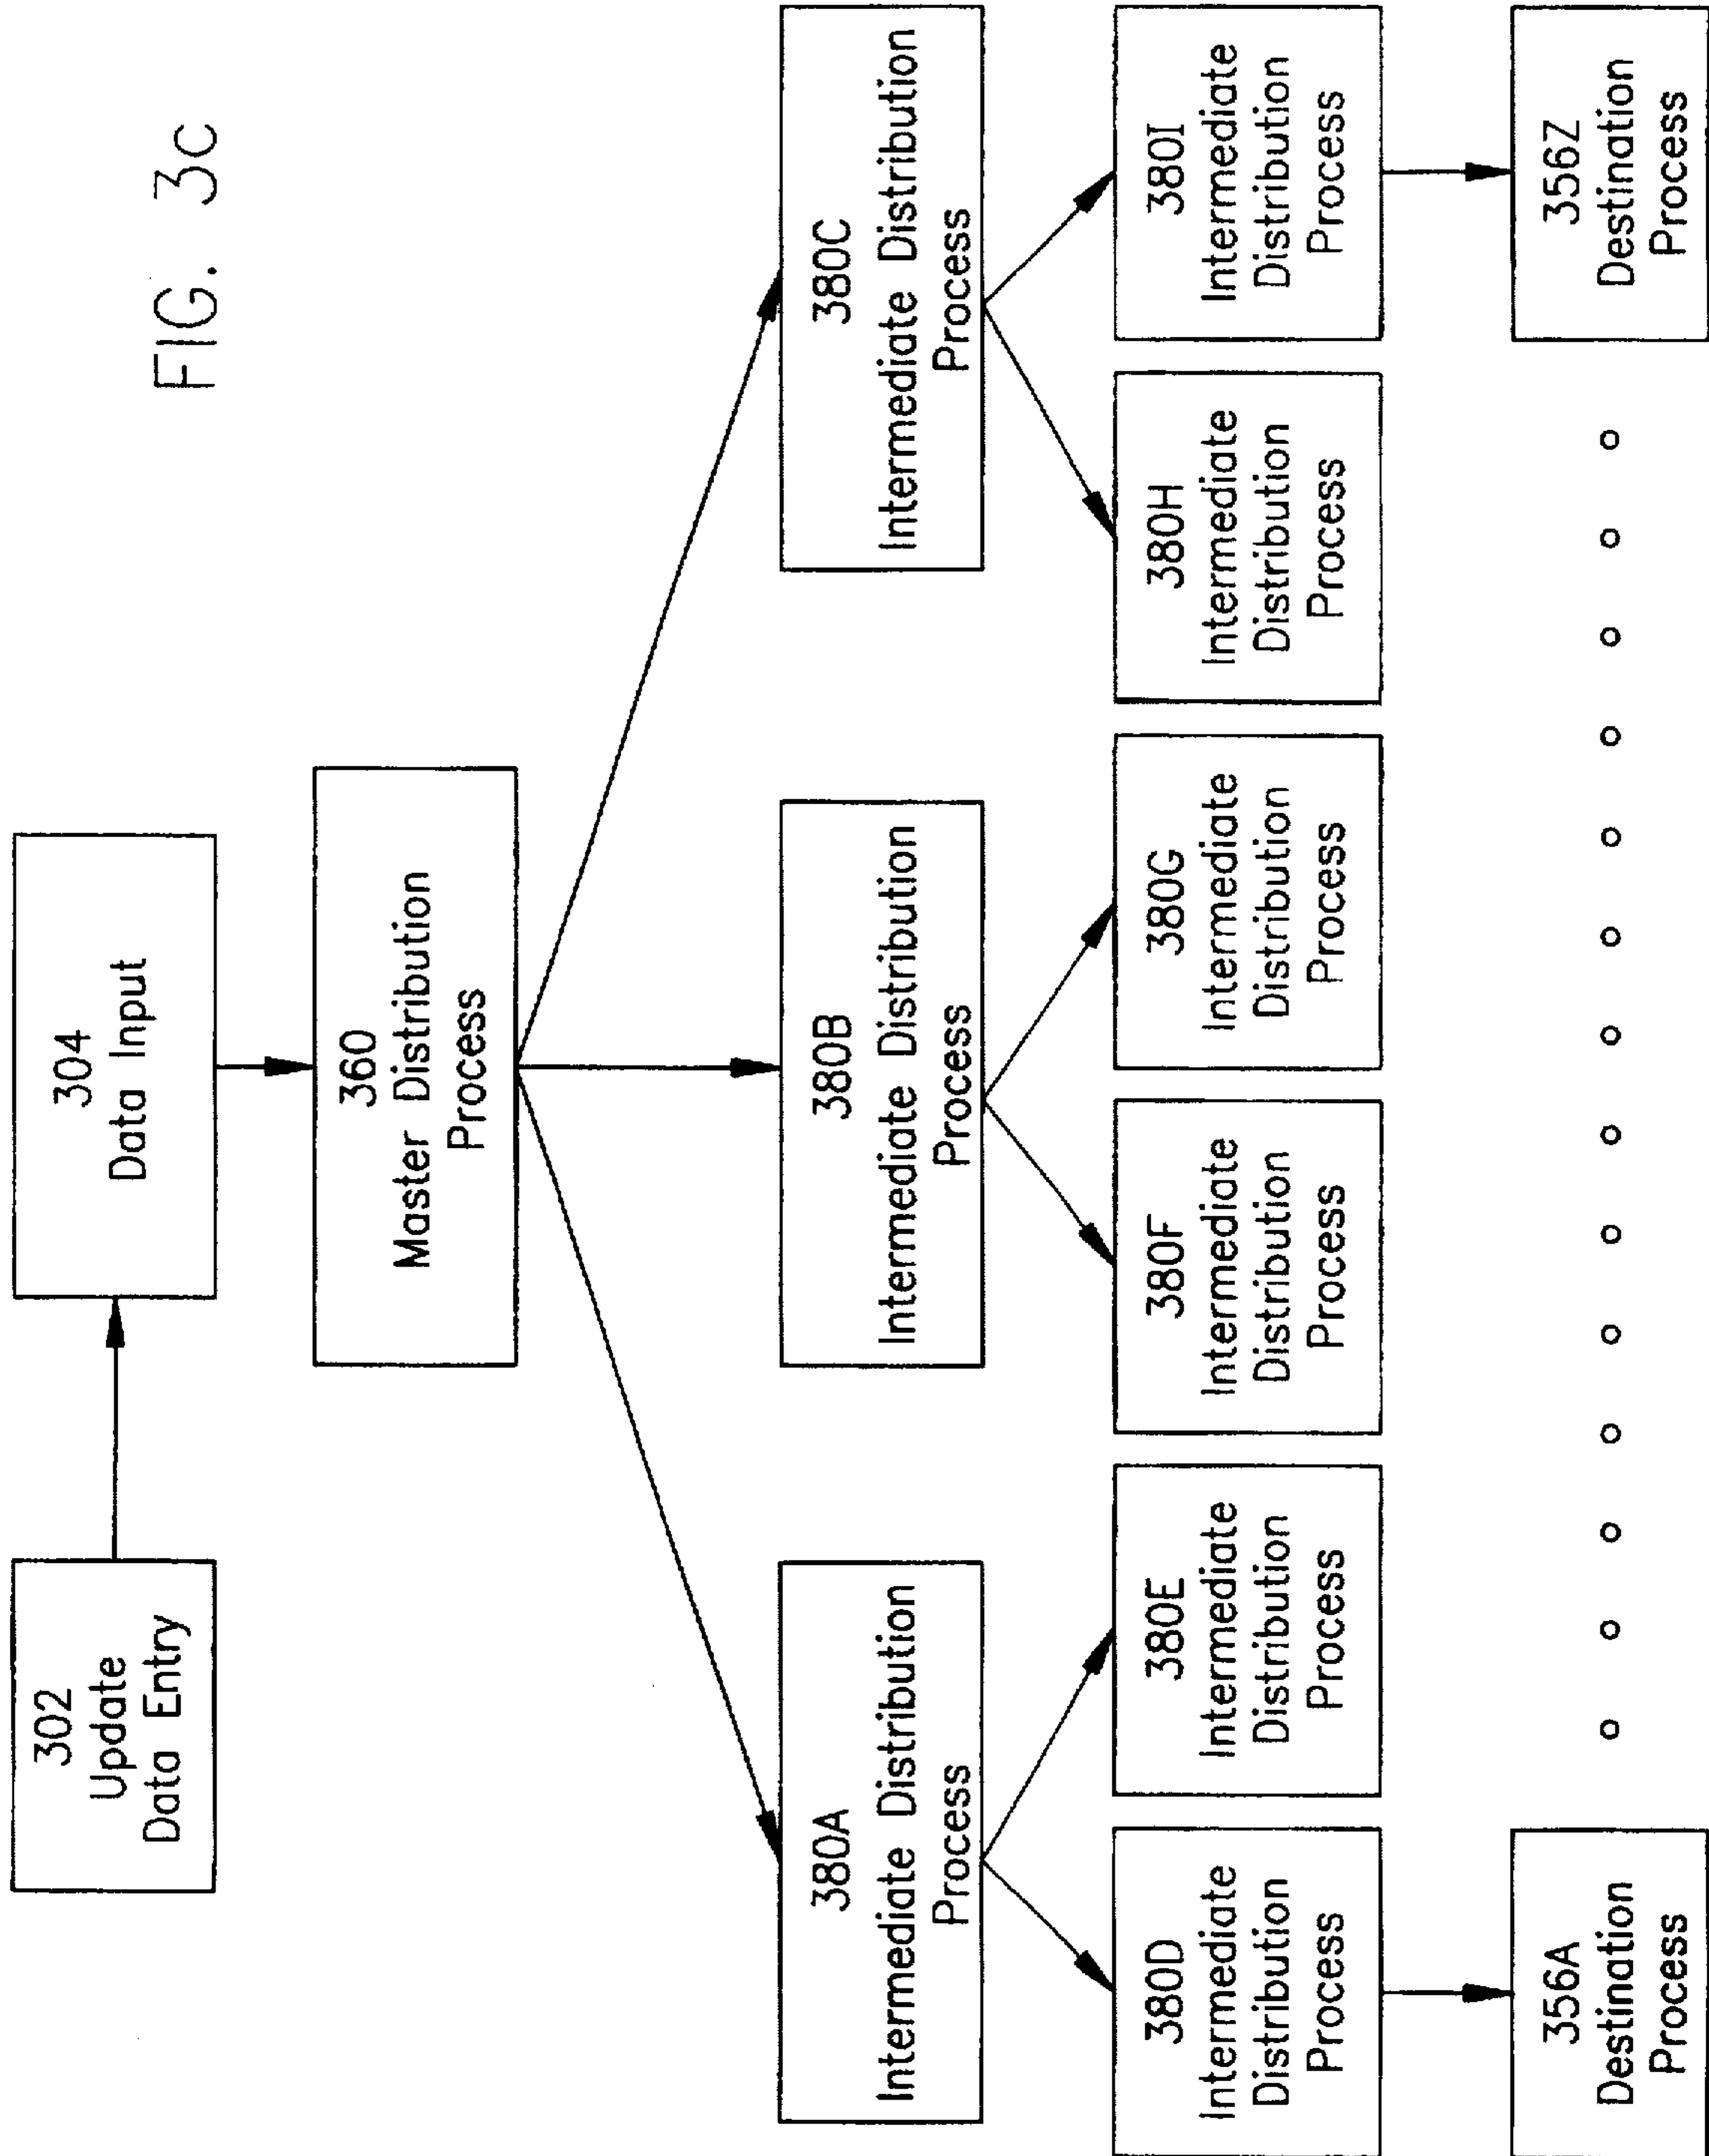 FIG. 3c
302
Update
Data Entry
304
Data Input
360
Master Distribution
Process
380A
Intermediate Distribution
Process
380B
Intermediate Distribution
Process
380C
Intermediate Distribution
Process
380D
Intermediate
Distribution
Process
380E
Intermediate
Distribution
Process
380F
Intermediate
Distribution
Process
380G
Intermediate
Distribution
Process
380H
Intermediate
Distribution
Process
380I
Intermediate
Distribution
Process
356A
Destination
Process
356Z
Destination
Process